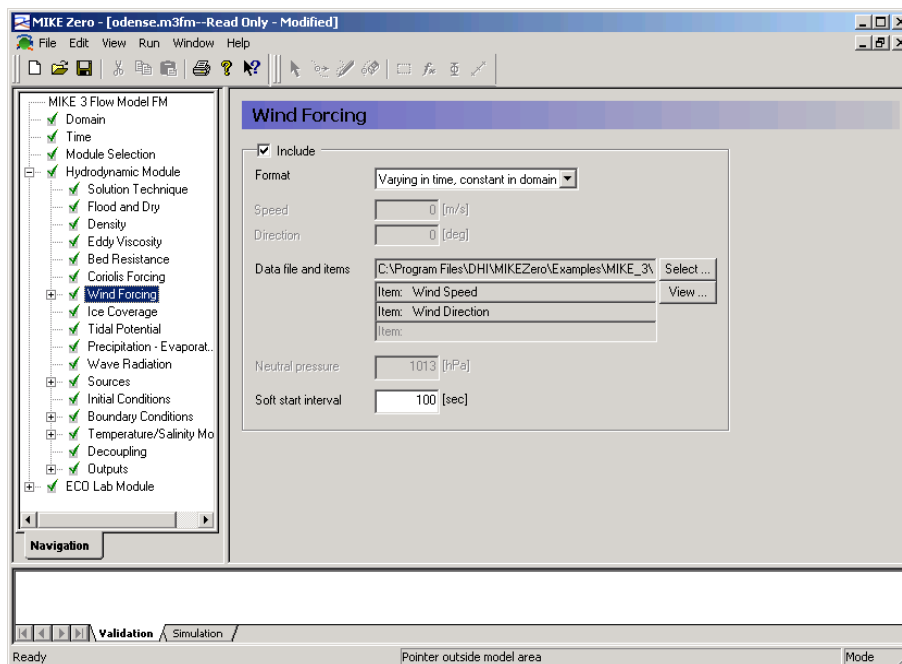 MIKE Zero - [odense.m3fm--Read Only - Modified]
File Edit View Run Window Help
MIKE 3 Flow Model FM
Domain
Time
Module Selection
Hydrodynamic Module
Solution Technique
Flood and Dry
Density
Eddy Viscosity
Bed Resistance
Coriolis Forcing
Wind Forcing
Ice Coverage
Tidal Potential
Precipitation - Evaporat..
Wave Radiation
Sources
Initial Conditions
Boundary Conditions
Temperature/Salinity Mo
Decoupling
Outputs
ECO Lab Module
Navigation
Wind Forcing
Include
Format Varying in time, constant in domain
Speed 0 [m/s]
Direction 0 [deg]
Data file and items C:\Program Files\DHI\MIKEZero\Examples\MIKE_3\ Select ...
Item: Wind Speed View ...
Item: Wind Direction
Item:
Neutral pressure 1013 [hPa]
Soft start interval 100 [sec]
Validation Simulation
Ready Pointer outside model area Mode